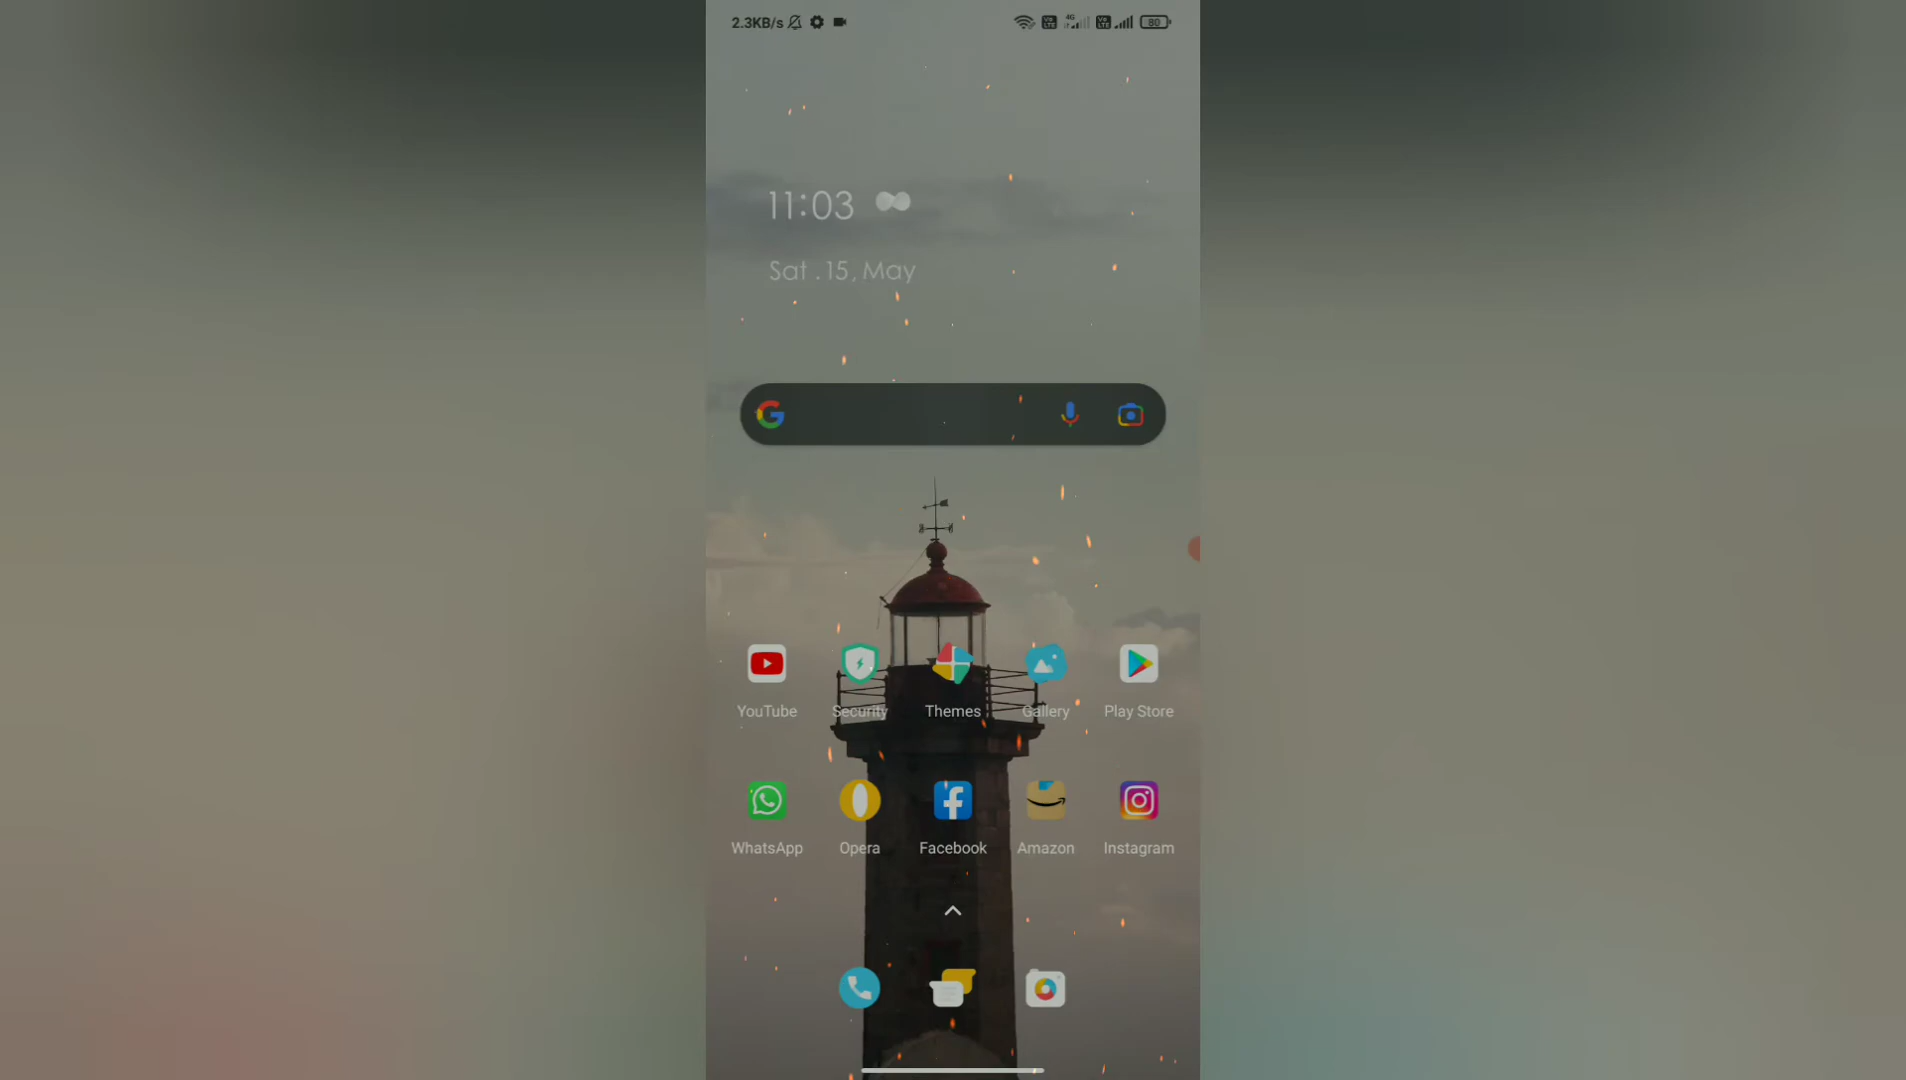 2.3KB/s 4G 80
11:03
Sat .15, May
YouTube Security Themes Gallery Play Store
WhatsApp Opera Facebook Amazon Instagram